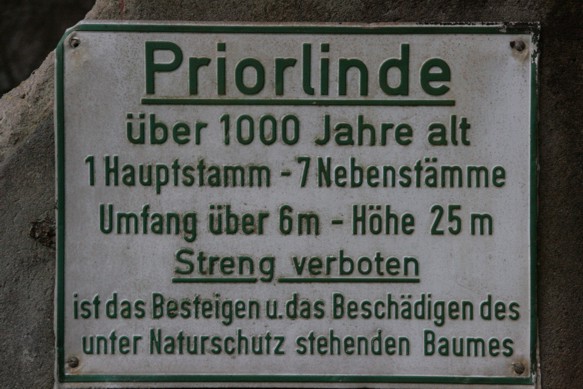 Priorlinde
über 1000 Jahre alt
1 Hauptstamm - 7 Nebenstämme
Umfang über 6m - Höhe 25 m
Streng verboten
ist das Besteigen u. das Beschädigen des
unter Naturschutz stehenden Baumes